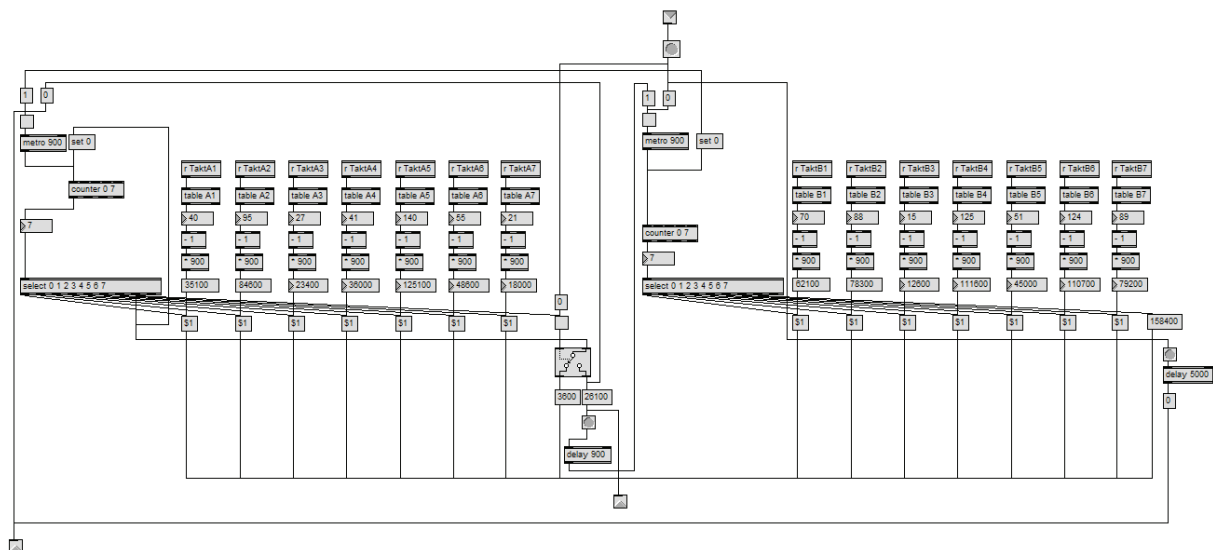 1 0
1 0
metro 900 set 0
metro 900 set 0
r TaktA1 r TaktA2 r TaktA3 r TaktA4 r TaktA5 r TaktA6 r TaktA7
r TaktB1 r TaktB2 r TaktB3 r TaktB4 r TaktB5 r TaktB6 r TaktB7
counter 0 7
table A1 table A2 table A3 table A4 table A5 table A6 table A7
table B1 table B2 table B3 table B4 table B5 table B6 table B7
7
40 95 27 41 140 55 21
70 88 15 125 51 124 89
- 1 - 1 - 1 - 1 - 1 - 1 - 1
counter 0 7
- 1 - 1 - 1 - 1 - 1 - 1 - 1
* 900 * 900 * 900 * 900 * 900 * 900 * 900
7
* 900 * 900 * 900 * 900 * 900 * 900 * 900
select 0 1 2 3 4 5 6 7
35100 84600 23400 36000 125100 48600 18000
select 0 1 2 3 4 5 6 7
62100 78300 12600 111600 45000 110700 79200
0
$1 $1 $1 $1 $1 $1 $1
$1 $1 $1 $1 $1 $1 $1 158400
delay 5000
3600 26100
0
delay 900